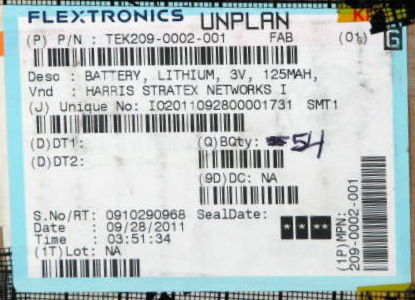 FLEXTRONICS UNPLAN
(P) P/N : TEK209-0002-001 FAB (01)
Desc : BATTERY, LITHIUM, 3V, 125MAH,
Vnd : HARRIS STRATEX NETWORKS I
(J) Unique No: IO2011092800001731 SMT1
(D)DT1: (Q)BQty: 54
(D)DT2:
(9D)DC: NA
S.No/RT: 0910290968 SealDate:
Date : 09/28/2011
Time : 03:51:34
(1T)Lot: NA
* * **
(1P)MPN:
209-0002-001
G